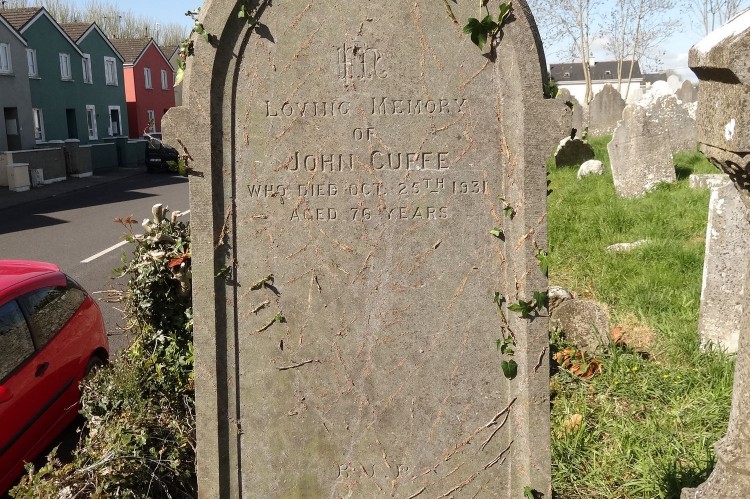 IHS
LOVING MEMORY
OF
JOHN CUFFE
WHO DIED OCT. 25TH 1931
AGED 76 YEARS
R.I.P.